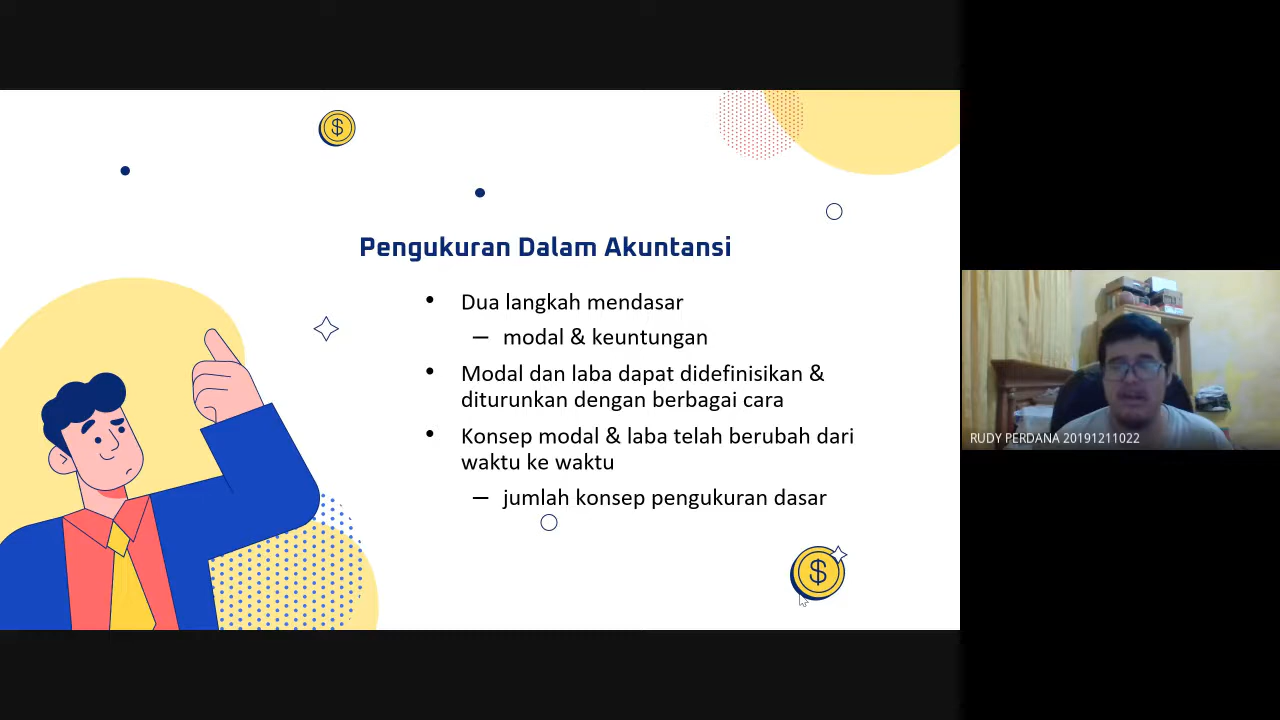 $
Pengukuran Dalam Akuntansi
• Dua langkah mendasar
– modal & keuntungan
• Modal dan laba dapat didefinisikan &
diturunkan dengan berbagai cara
• Konsep modal & laba telah berubah dari
waktu ke waktu
– jumlah konsep pengukuran dasar
$
RUDY PERDANA 20191211022